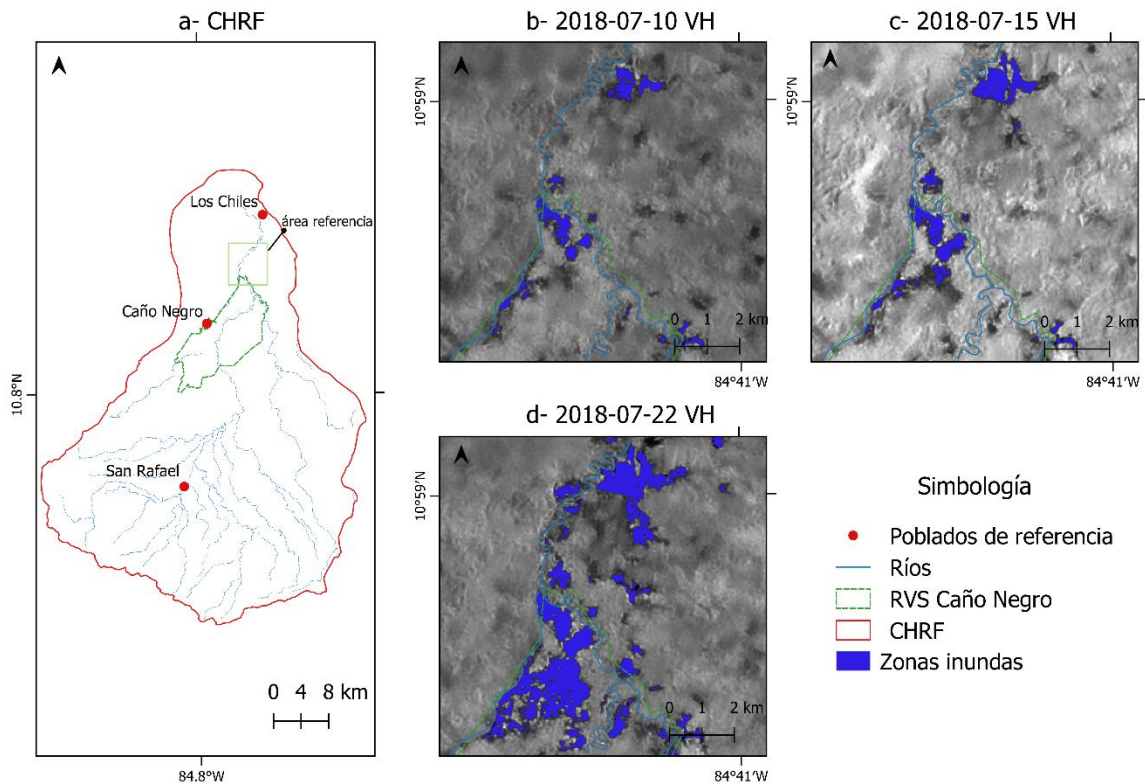 a- CHRF
Los Chiles
área referencia
Caño Negro
10.8°N
San Rafael
0 4 8 km
84.8°W
b- 2018-07-10 VH
10°59'N
0 1 2 km
84°41'W
c- 2018-07-15 VH
10°59'N
0 1 2 km
84°41'W
d- 2018-07-22 VH
10°59'N
0 1 2 km
84°41'W
Simbología
Poblados de referencia
Ríos
RVS Caño Negro
CHRF
Zonas inundas